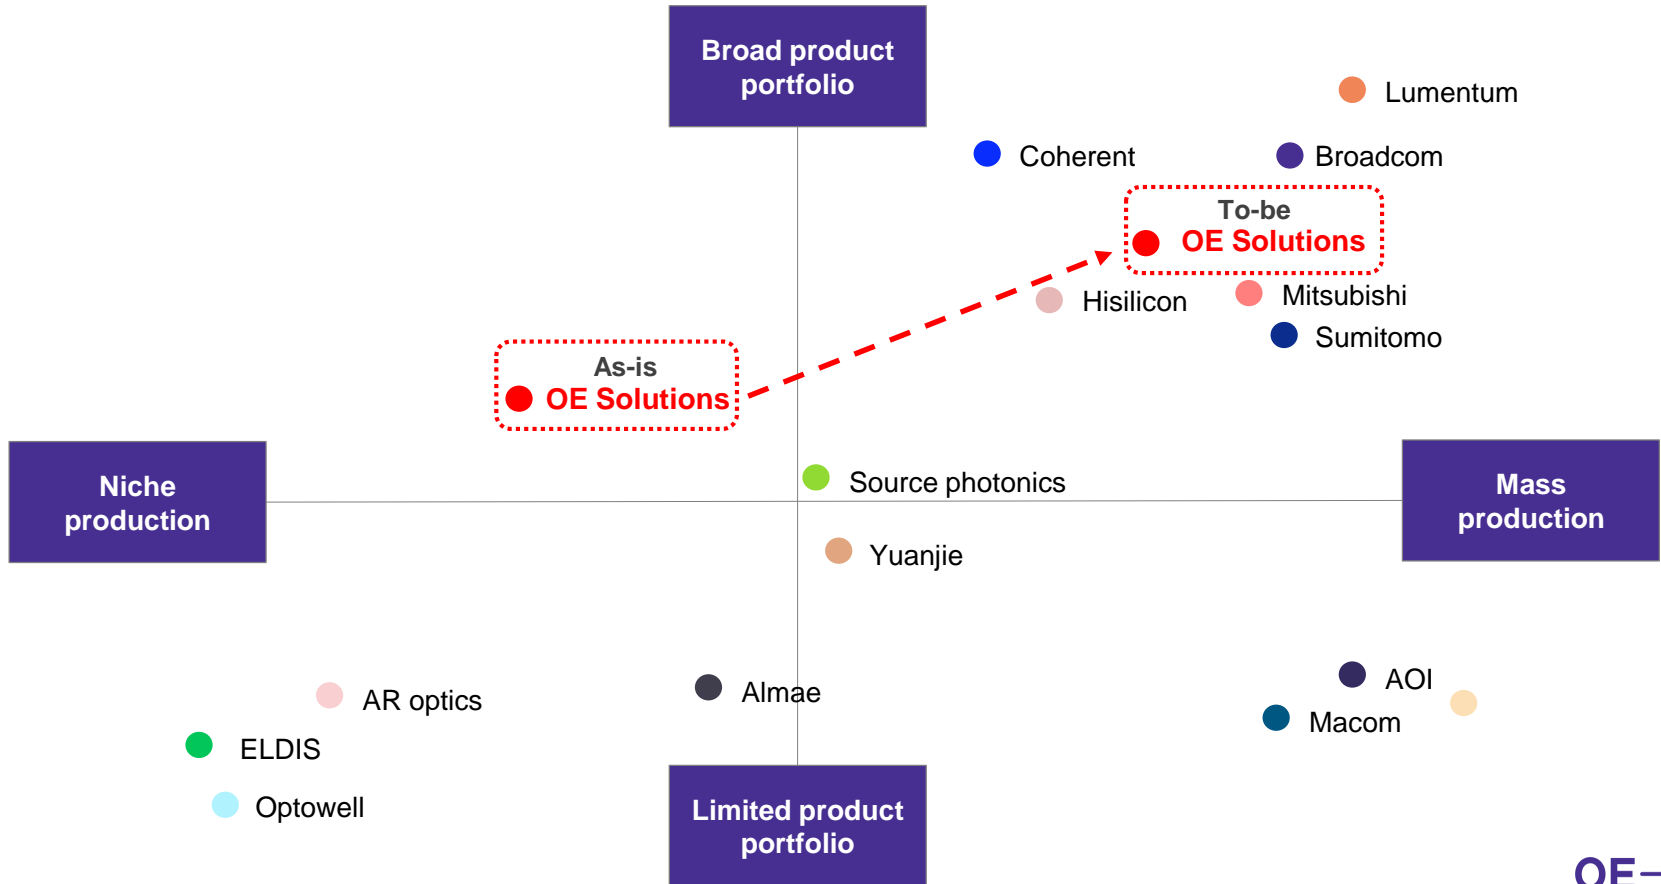 Broad product
portfolio
Lumentum
Coherent
Broadcom
To-be
OE Solutions
Hisilicon
Mitsubishi
Sumitomo
As-is
OE Solutions
Niche
production
Source photonics
Mass
production
Yuanjie
AR optics
Almae
AOI
Macom
ELDIS
Optowell
Limited product
portfolio
OE